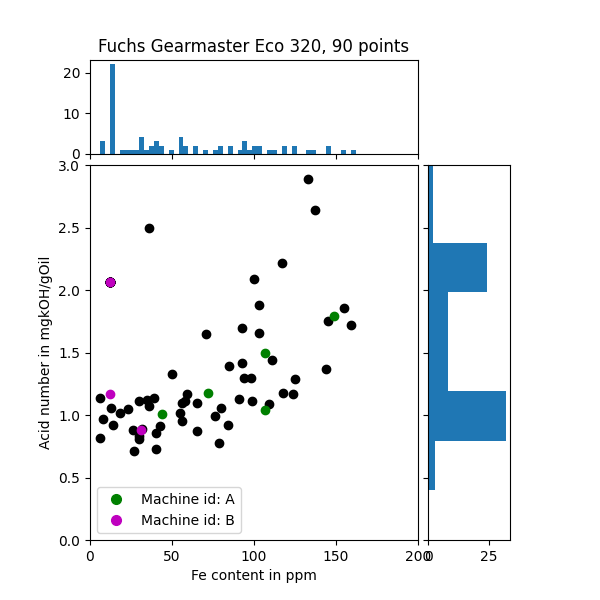 Fuchs Gearmaster Eco 320, 90 points
20
10
0
3.0
2.5
2.0
1.5
1.0
0.5
0.0
Acid number in mgkOH/gOil
Machine id: A
Machine id: B
0 50 100 150 200
0 25
Fe content in ppm